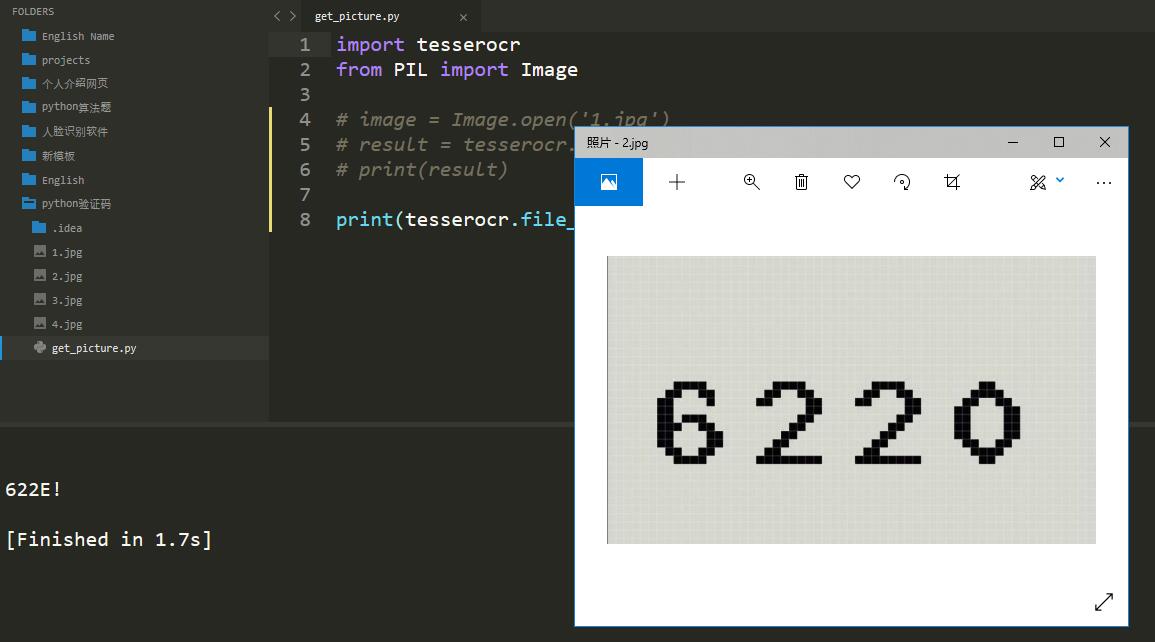 FOLDERS
English Name
projects
个人介绍网页
python算法题
人脸识别软件
新模板
English
python验证码
.idea
1.jpg
2.jpg
3.jpg
4.jpg
get_picture.py
get_picture.py
1 import tesserocr
2 from PIL import Image
3
4 # image = Image.open('1.jpg')
5 # result = tesserocr.
6 # print(result)
7
8 print(tesserocr.file_
照片 - 2.jpg
6220
622E!
[Finished in 1.7s]